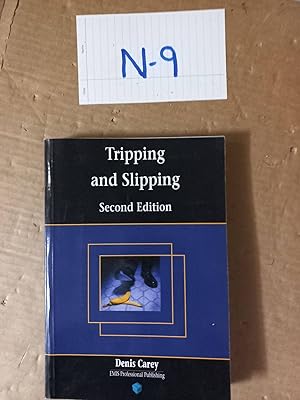 N-9
Tripping
and Slipping
Second Edition
Denis Carey
EMIS Professional Publishing